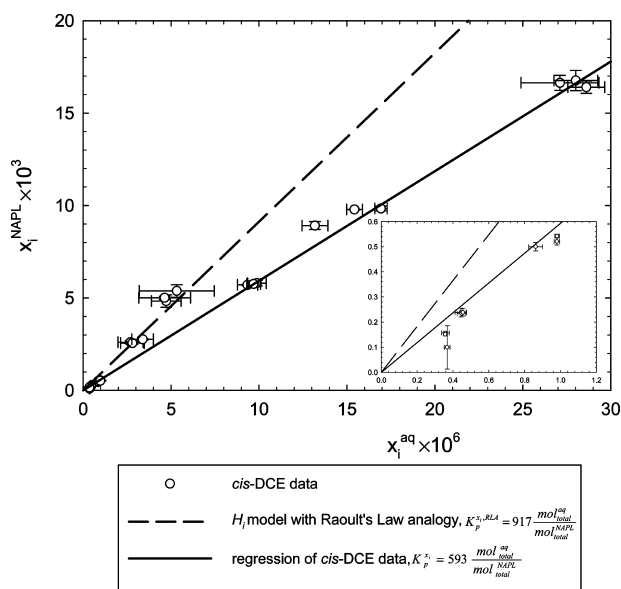 20
15
10
5
0
x_i^NAPL×10^3
0 5 10 15 20 25 30
x_i^aq×10^6
0.6
0.5
0.4
0.3
0.2
0.1
0.0
0.0 0.2 0.4 0.6 0.8 1.0 1.2
cis-DCE data
H_i model with Raoult's Law analogy, K_p^{x_i,RLA} = 917 mol_total^aq / mol_total^NAPL
regression of cis-DCE data, K_p^{x_i} = 593 mol_total^aq / mol_total^NAPL